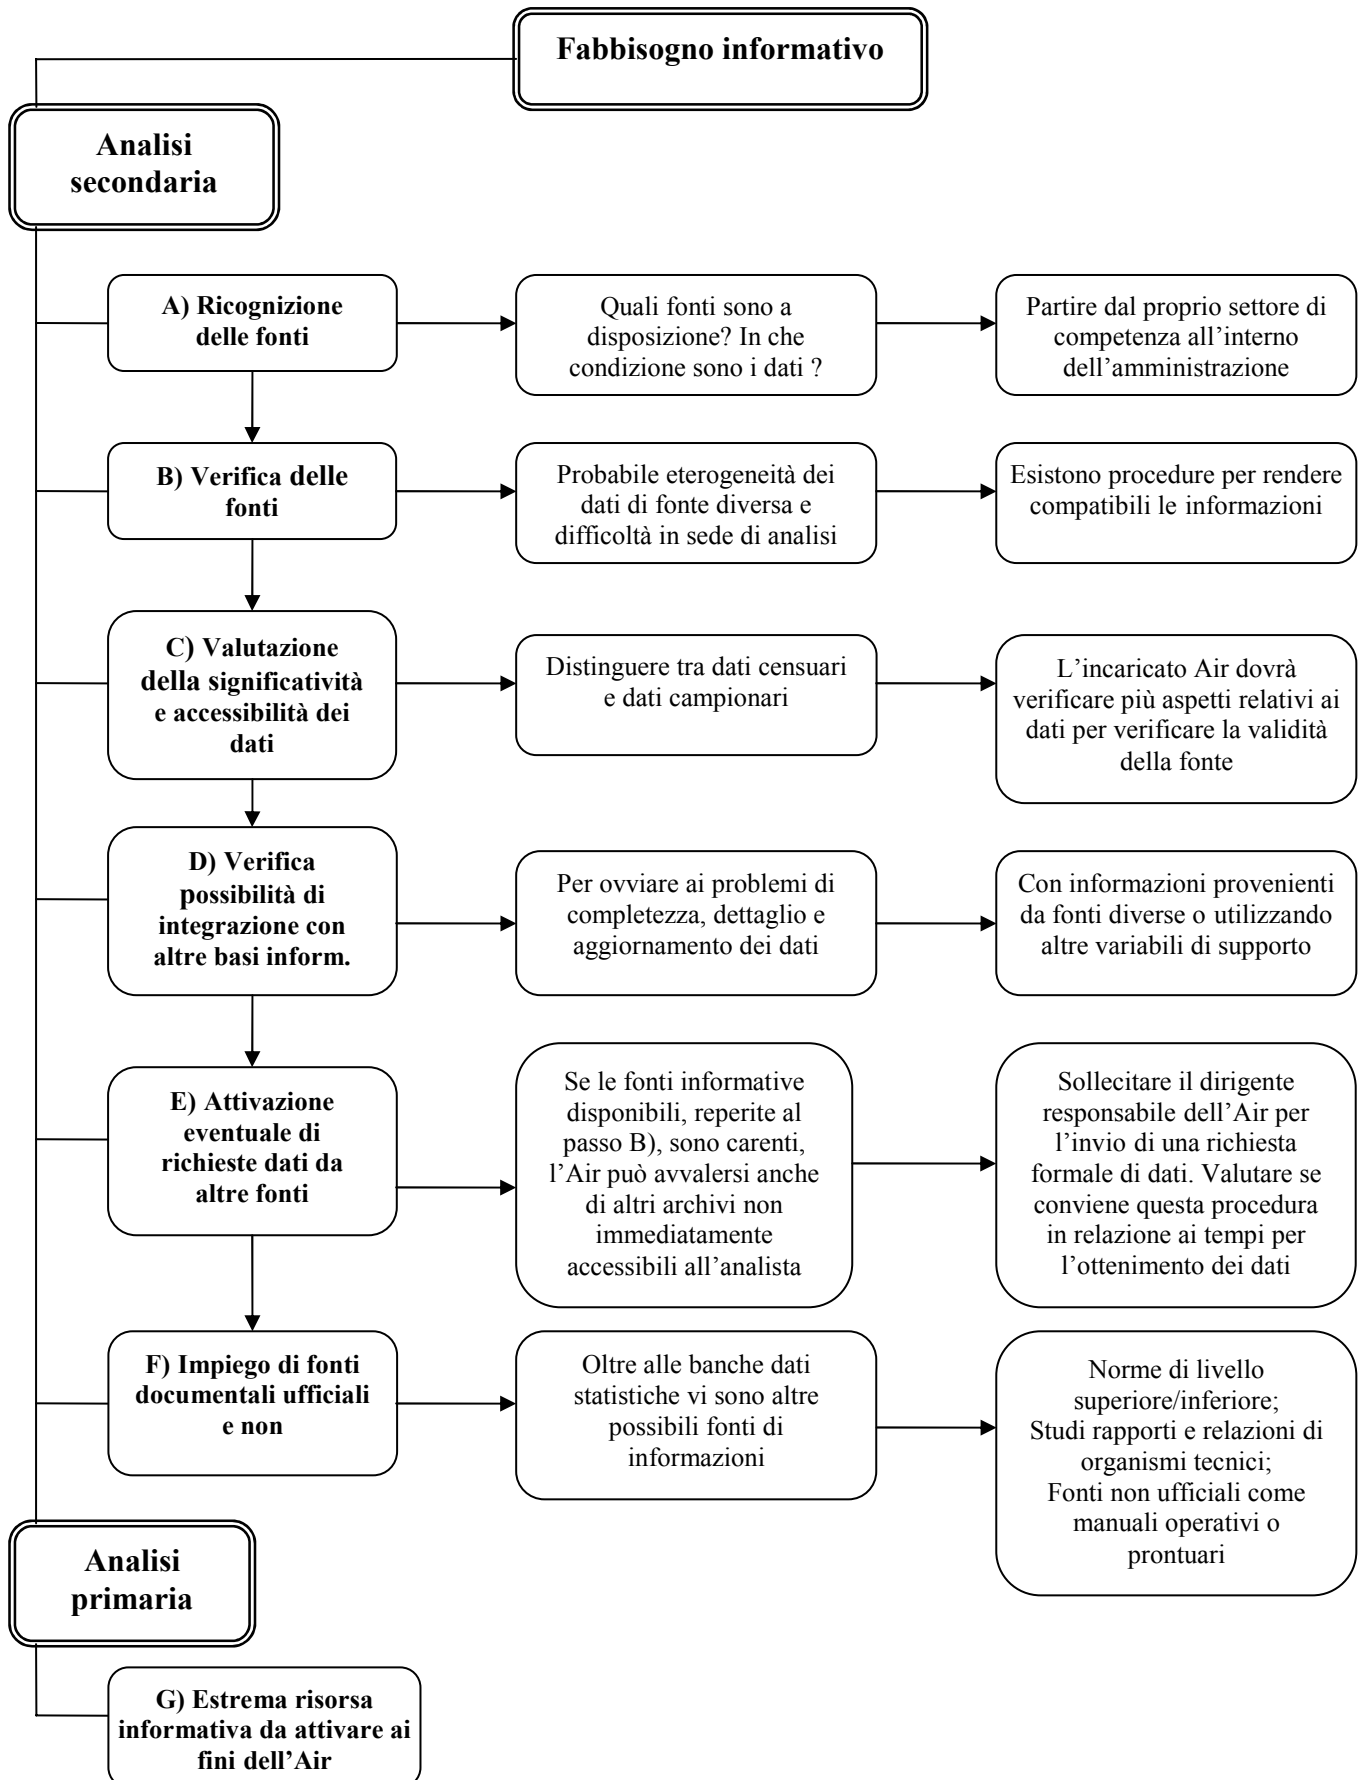 Fabbisogno informativo
Analisi
secondaria
A) Ricognizione
delle fonti
Quali fonti sono a
disposizione? In che
condizione sono i dati ?
Partire dal proprio settore di
competenza all’interno
dell’amministrazione
B) Verifica delle
fonti
Probabile eterogeneità dei
dati di fonte diversa e
difficoltà in sede di analisi
Esistono procedure per rendere
compatibili le informazioni
C) Valutazione
della significatività
e accessibilità dei
dati
Distinguere tra dati censuari
e dati campionari
L’incaricato Air dovrà
verificare più aspetti relativi ai
dati per verificare la validità
della fonte
D) Verifica
possibilità di
integrazione con
altre basi inform.
Per ovviare ai problemi di
completezza, dettaglio e
aggiornamento dei dati
Con informazioni provenienti
da fonti diverse o utilizzando
altre variabili di supporto
E) Attivazione
eventuale di
richieste dati da
altre fonti
Se le fonti informative
disponibili, reperite al
passo B), sono carenti,
l’Air può avvalersi anche
di altri archivi non
immediatamente
accessibili all’analista
Sollecitare il dirigente
responsabile dell’Air per
l’invio di una richiesta
formale di dati. Valutare se
conviene questa procedura
in relazione ai tempi per
l’ottenimento dei dati
F) Impiego di fonti
documentali ufficiali
e non
Oltre alle banche dati
statistiche vi sono altre
possibili fonti di
informazioni
Norme di livello
superiore/inferiore;
Studi rapporti e relazioni di
organismi tecnici;
Fonti non ufficiali come
manuali operativi o
prontuari
Analisi
primaria
G) Estrema risorsa
informativa da attivare ai
fini dell’Air